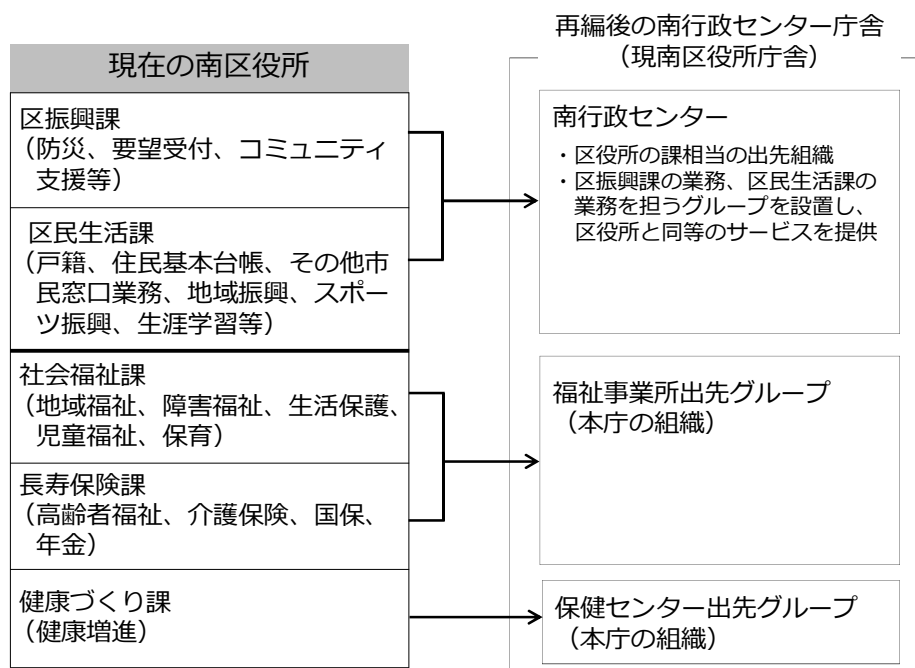 現在の南区役所
区振興課
（防災、要望受付、コミュニティ
支援等）
区民生活課
（戸籍、住民基本台帳、その他市
民窓口業務、地域振興、スポー
ツ振興、生涯学習等）
社会福祉課
（地域福祉、障害福祉、生活保護、
児童福祉、保育）
長寿保険課
（高齢者福祉、介護保険、国保、
年金）
健康づくり課
（健康増進）
再編後の南行政センター庁舎
（現南区役所庁舎）
南行政センター
・区役所の課相当の出先組織
・区振興課の業務、区民生活課の
業務を担うグループを設置し、
区役所と同等のサービスを提供
福祉事業所出先グループ
（本庁の組織）
保健センター出先グループ
（本庁の組織）